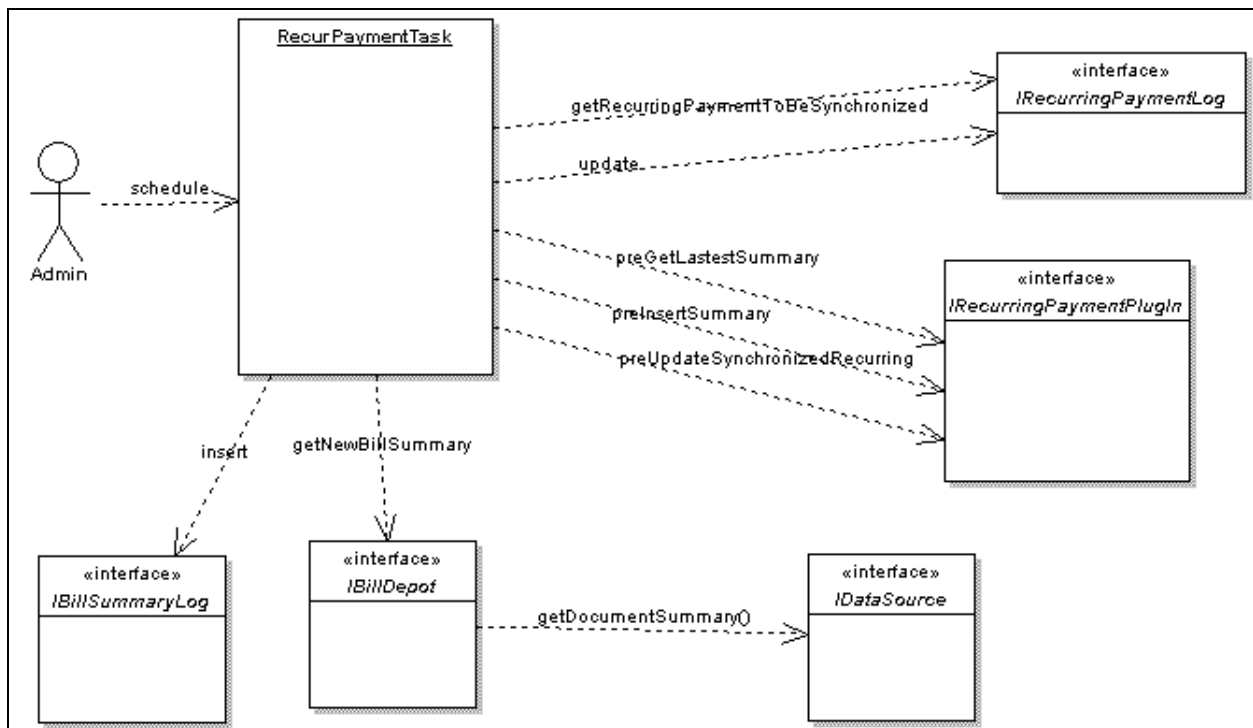 RecurPaymentTask
«interface»
IRecurringPaymentLog
getRecurringPaymentToBeSynchronized
update
schedule
Admin
preGetLastestSummary
«interface»
IRecurringPaymentPlugIn
preInsertSummary
preUpdateSynchronizedRecurring
insert
getNewBillSummary
«interface»
IBillSummaryLog
«interface»
IBillDepot
getDocumentSummary()
«interface»
IDataSource